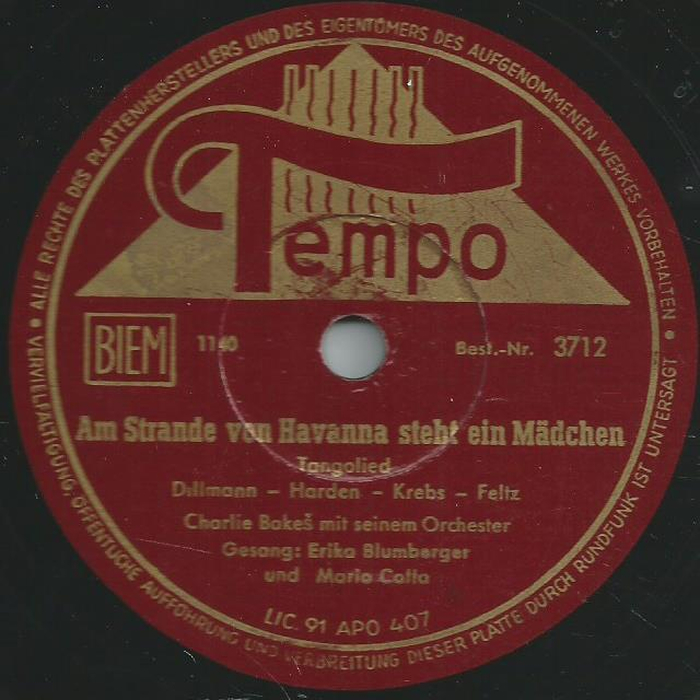 ALLE RECHTE DES PLATTENHERSTELLERS UND DES EIGENTÜMERS DES AUFGENOMMENEN WERKES VORBEHALTEN •
Tempo
BIEM
1140
Best.-Nr. 3712
Am Strande von Havanna steht ein Mädchen
Tangolied
Dillmann - Harden - Krebs - Feltz
Charlie Bakeš mit seinem Orchester
Gesang: Erika Blumberger
und Mario Cotta
LIC. 91 APO 407
• VERVIELFÄLTIGUNG, ÖFFENTLICHE AUFFÜHRUNG UND VERBREITUNG DIESER PLATTE DURCH RUNDFUNK IST UNTERSAGT